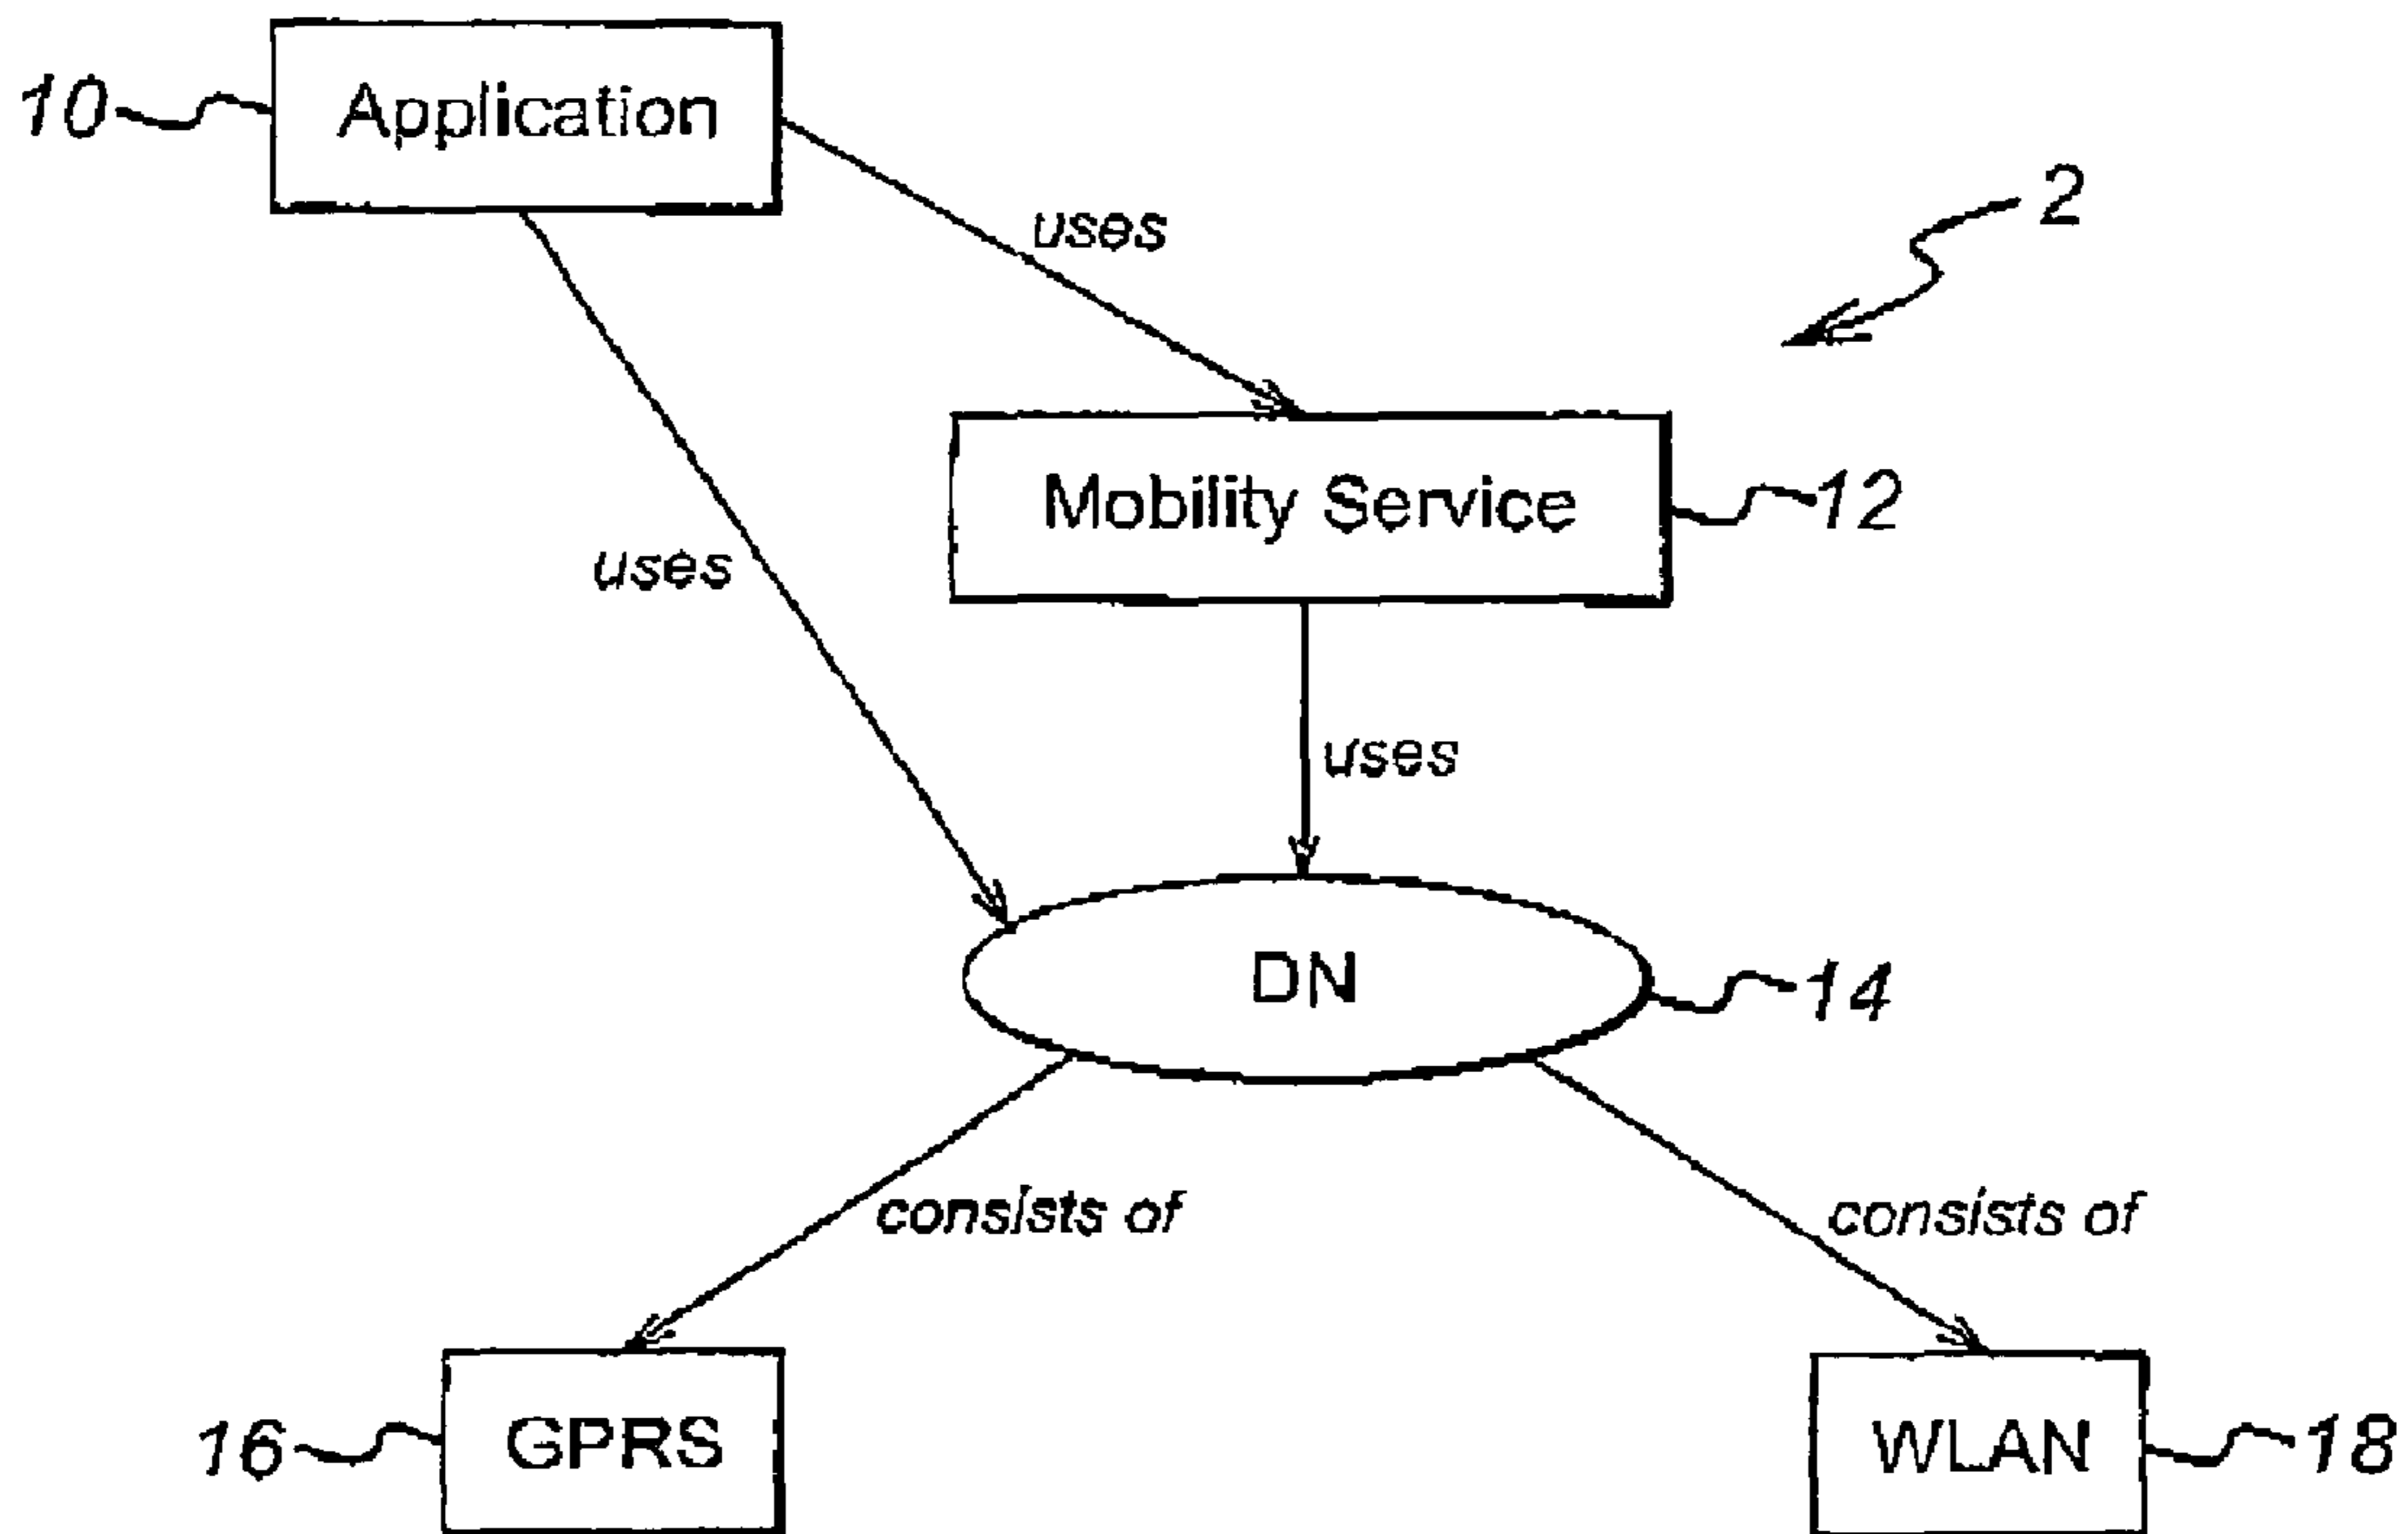 10
Application
uses
2
Mobility Service
12
uses
uses
DN
14
consists of
consists of
16
GPRS
WLAN
18